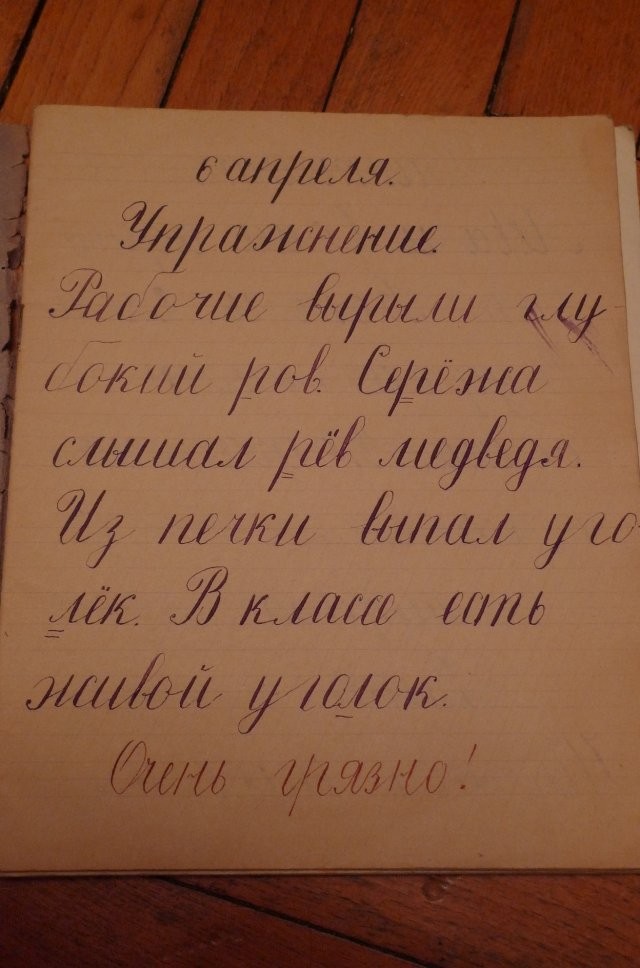 6 апреля.
Упражнение.
Рабочие вырыли глу-
бокий ров. Серёжа
слышал рёв медведя.
Из печки выпал уго-
лёк. В классе есть
живой уголок.
Очень грязно!